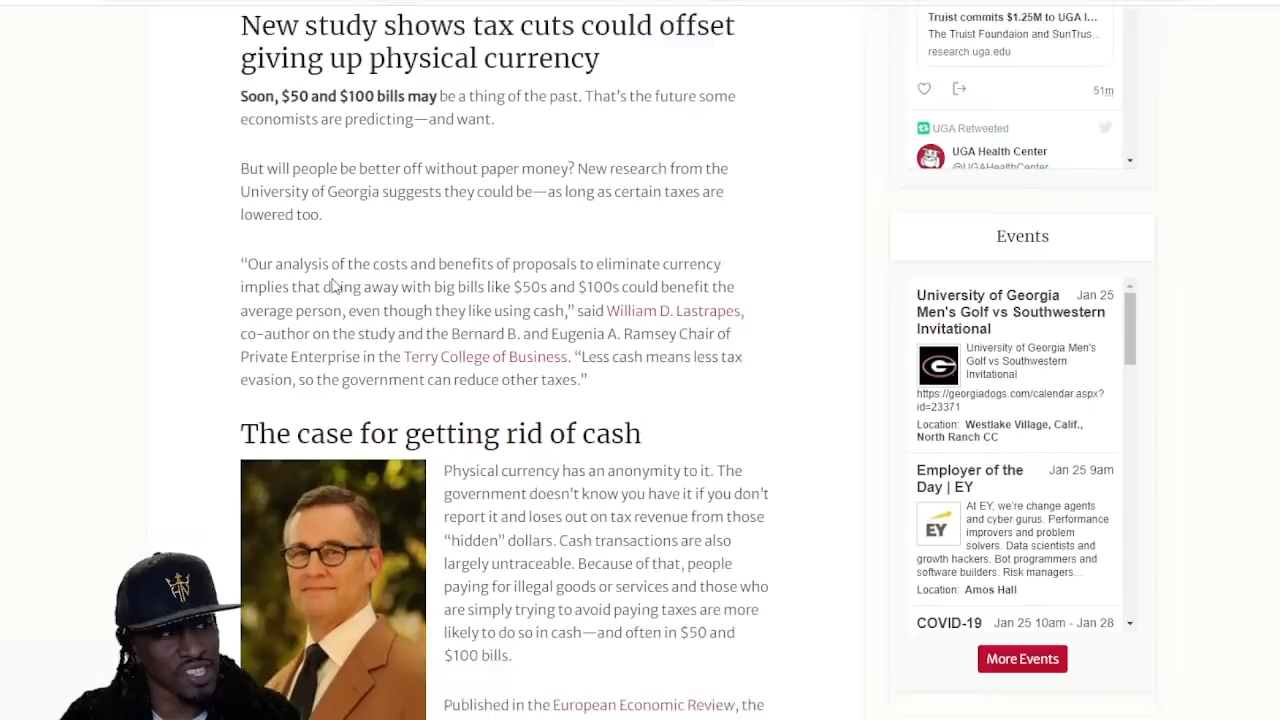 New study shows tax cuts could offset
giving up physical currency
Soon, $50 and $100 bills may be a thing of the past. That’s the future some
economists are predicting—and want.
But will people be better off without paper money? New research from the
University of Georgia suggests they could be—as long as certain taxes are
lowered too.
“Our analysis of the costs and benefits of proposals to eliminate currency
implies that doing away with big bills like $50s and $100s could benefit the
average person, even though they like using cash,” said William D. Lastrapes,
co-author on the study and the Bernard B. and Eugenia A. Ramsey Chair of
Private Enterprise in the Terry College of Business. “Less cash means less tax
evasion, so the government can reduce other taxes.”
The case for getting rid of cash
Physical currency has an anonymity to it. The
government doesn’t know you have it if you don’t
report it and loses out on tax revenue from those
“hidden” dollars. Cash transactions are also
largely untraceable. Because of that, people
paying for illegal goods or services and those who
are simply trying to avoid paying taxes are more
likely to do so in cash—and often in $50 and
$100 bills.
Published in the European Economic Review, the
Truist commits $1.25M to UGA I...
The Truist Foundaion and SunTrus...
research.uga.edu
51m
UGA Retweeted
UGA Health Center
@UGAHealthCenter
Events
University of Georgia Jan 25
Men's Golf vs Southwestern
Invitational
University of Georgia Men's
Golf vs Southwestern
Invitational
https://georgiadogs.com/calendar.aspx?
id=23371
Location: Westlake Village, Calif.,
North Ranch CC
Employer of the Jan 25 9am
Day | EY
EY
At EY, we're change agents
and cyber gurus. Performance
improvers and problem
solvers. Data scientists and
growth hackers. Bot programmers and
software builders. Risk managers...
Location: Amos Hall
COVID-19 Jan 25 10am - Jan 28
More Events